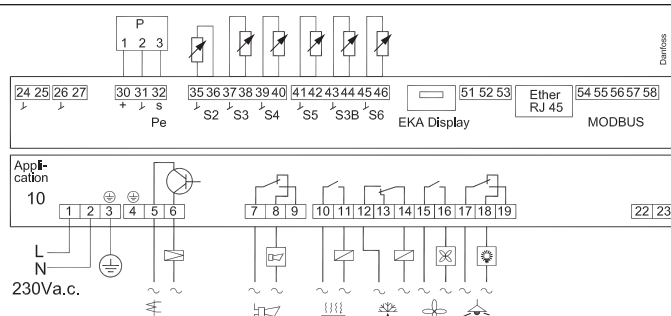 P
1 2 3
Danfoss
24 25 26 27 30 31 32 35 36 37 38 39 40 41 42 43 44 45 46 51 52 53 54 55 56 57 58
+ s
S2 S3 S4 S5 S3B S6
Pe
EKA Display
Ether
RJ 45
MODBUS
Appli-
cation
10
1 2 3 4 5 6 7 8 9 10 11 12 13 14 15 16 17 18 19 22 23
L
N
230Va.c.
~ ~ ~ ~ ~ ~ ~ ~ ~ ~ ~ ~